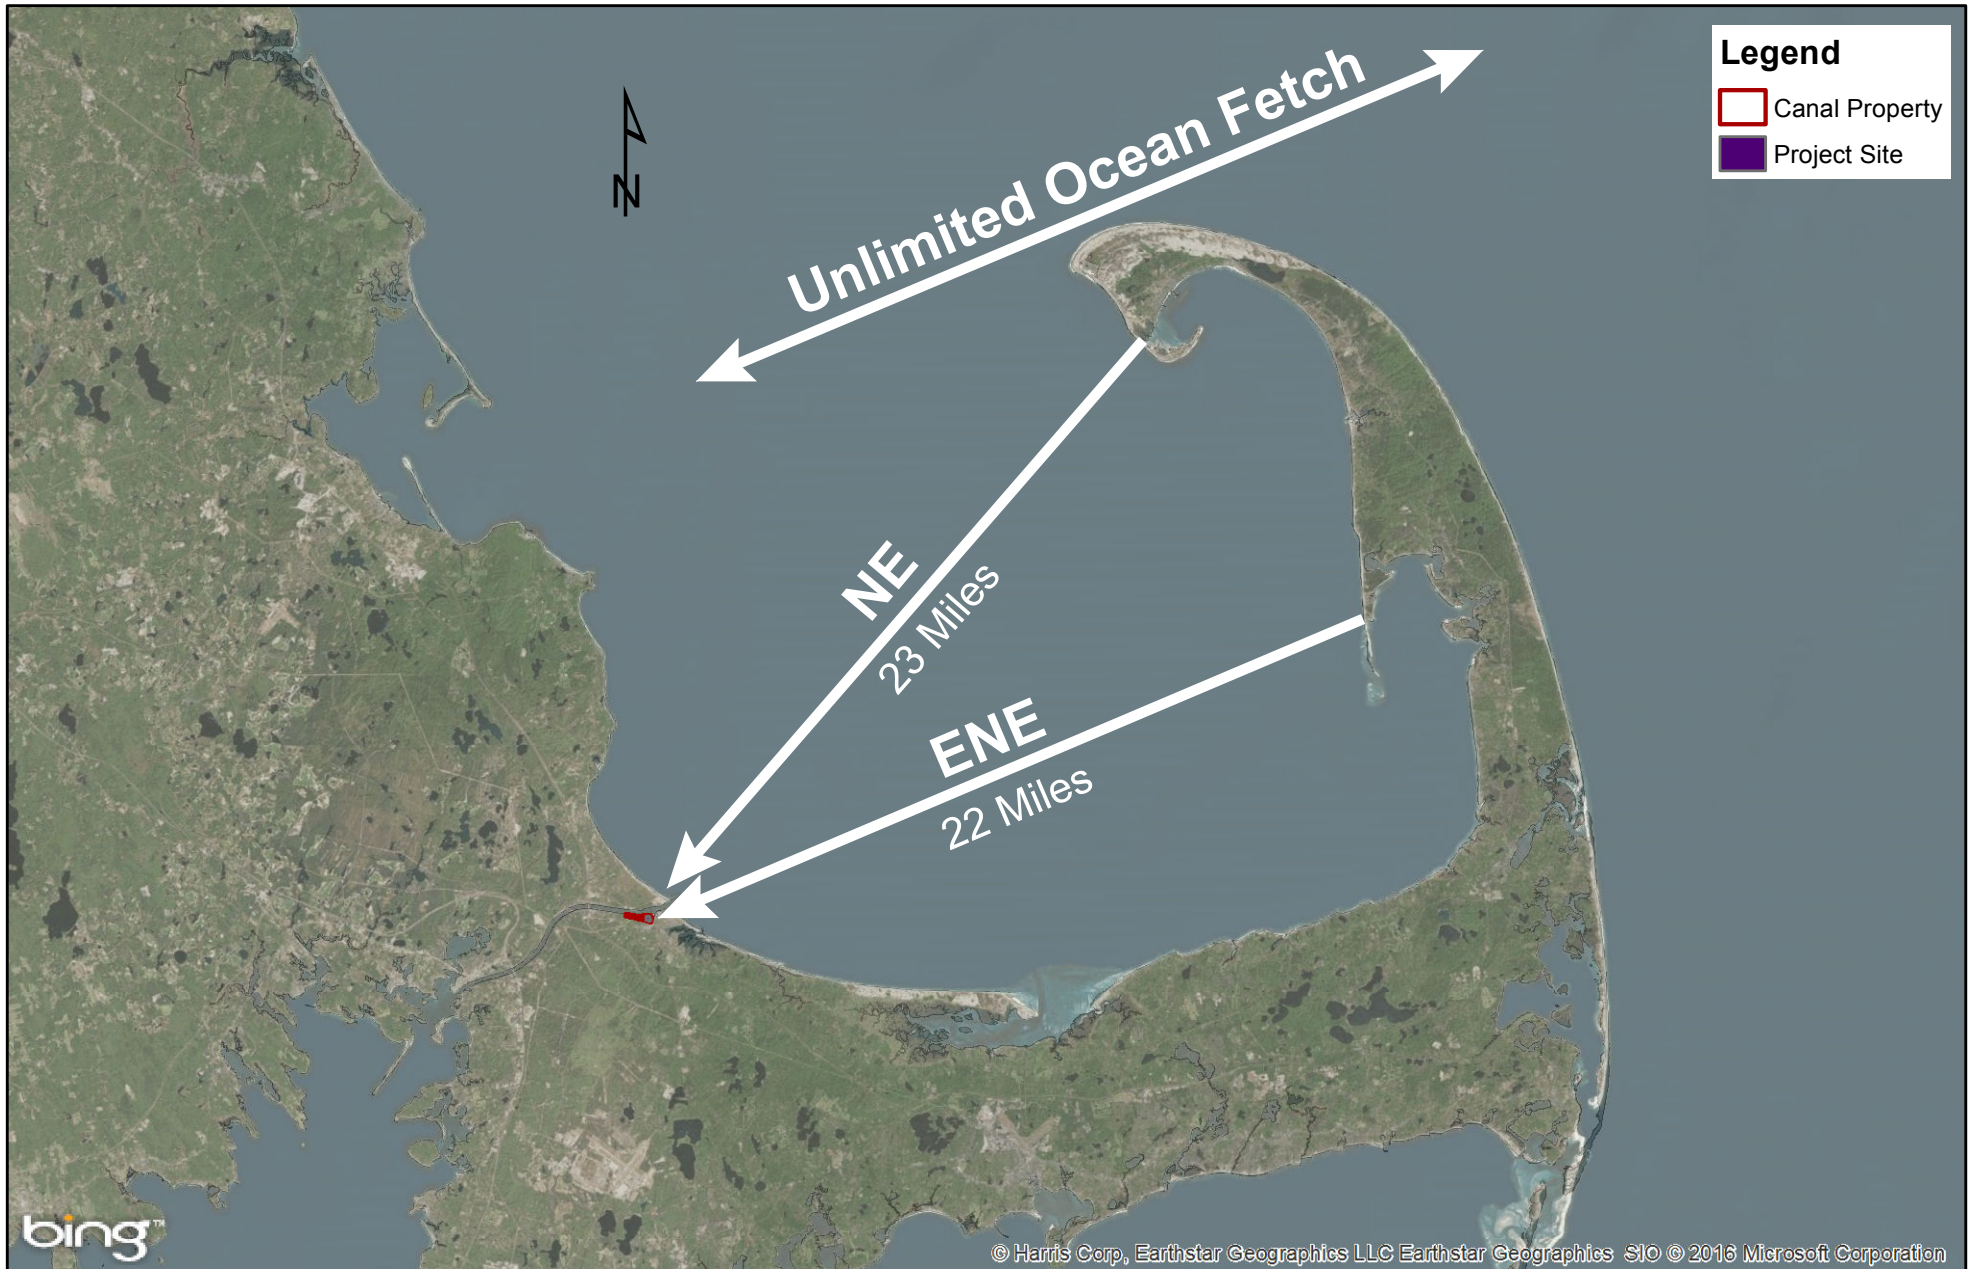 Legend
Canal Property
Project Site
N
Unlimited Ocean Fetch
NE
23 Miles
ENE
22 Miles
bing™
© Harris Corp, Earthstar Geographics LLC Earthstar Geographics SIO © 2016 Microsoft Corporation